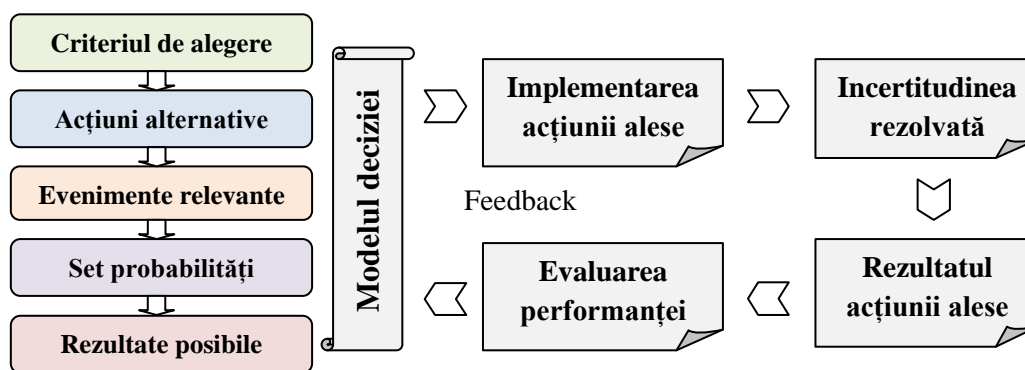 Criteriul de alegere
Acțiuni alternative
Evenimente relevante
Set probabilități
Rezultate posibile
Modelul deciziei
Implementarea
acțiunii alese
Incertitudinea
rezolvată
Feedback
Evaluarea
performanței
Rezultatul
acțiunii alese